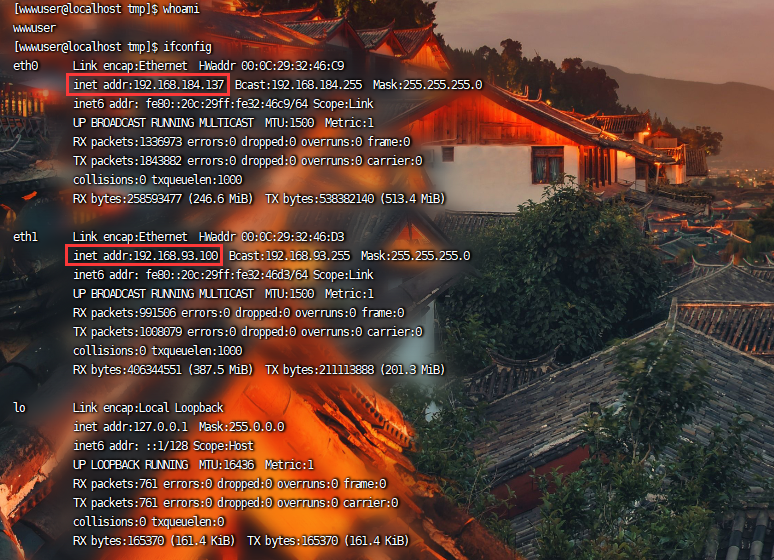 [wwwuser@localhost tmp]$ whoami
wwwuser
[wwwuser@localhost tmp]$ ifconfig
eth0      Link encap:Ethernet  HWaddr 00:0C:29:32:46:C9
          inet addr:192.168.184.137  Bcast:192.168.184.255  Mask:255.255.255.0
          inet6 addr: fe80::20c:29ff:fe32:46c9/64 Scope:Link
          UP BROADCAST RUNNING MULTICAST  MTU:1500  Metric:1
          RX packets:1336973 errors:0 dropped:0 overruns:0 frame:0
          TX packets:1843882 errors:0 dropped:0 overruns:0 carrier:0
          collisions:0 txqueuelen:1000
          RX bytes:258593477 (246.6 MiB)  TX bytes:538382140 (513.4 MiB)
eth1      Link encap:Ethernet  HWaddr 00:0C:29:32:46:D3
          inet addr:192.168.93.100  Bcast:192.168.93.255  Mask:255.255.255.0
          inet6 addr: fe80::20c:29ff:fe32:46d3/64 Scope:Link
          UP BROADCAST RUNNING MULTICAST  MTU:1500  Metric:1
          RX packets:991506 errors:0 dropped:0 overruns:0 frame:0
          TX packets:1008079 errors:0 dropped:0 overruns:0 carrier:0
          collisions:0 txqueuelen:1000
          RX bytes:406344551 (387.5 MiB)  TX bytes:211113888 (201.3 MiB)
lo        Link encap:Local Loopback
          inet addr:127.0.0.1  Mask:255.0.0.0
          inet6 addr: ::1/128 Scope:Host
          UP LOOPBACK RUNNING  MTU:16436  Metric:1
          RX packets:761 errors:0 dropped:0 overruns:0 frame:0
          TX packets:761 errors:0 dropped:0 overruns:0 carrier:0
          collisions:0 txqueuelen:0
          RX bytes:165370 (161.4 KiB)  TX bytes:165370 (161.4 KiB)